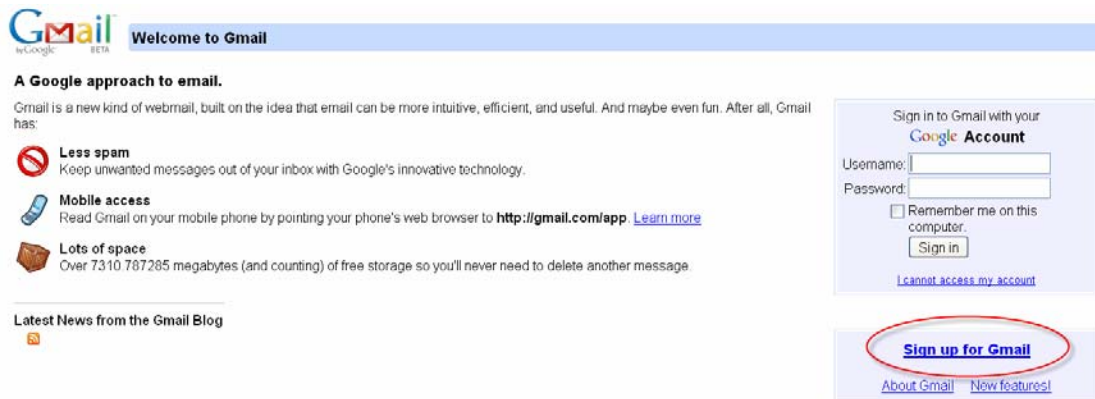 Gmail
by Google BETA
Welcome to Gmail
A Google approach to email.
Gmail is a new kind of webmail, built on the idea that email can be more intuitive, efficient, and useful. And maybe even fun. After all, Gmail
has:
Less spam
Keep unwanted messages out of your inbox with Google's innovative technology.
Mobile access
Read Gmail on your mobile phone by pointing your phone's web browser to http://gmail.com/app. Learn more
Lots of space
Over 7310.787285 megabytes (and counting) of free storage so you'll never need to delete another message.
Latest News from the Gmail Blog
Sign in to Gmail with your
Google Account
Username:
Password:
Remember me on this
computer.
Sign in
I cannot access my account
Sign up for Gmail
About Gmail New features!